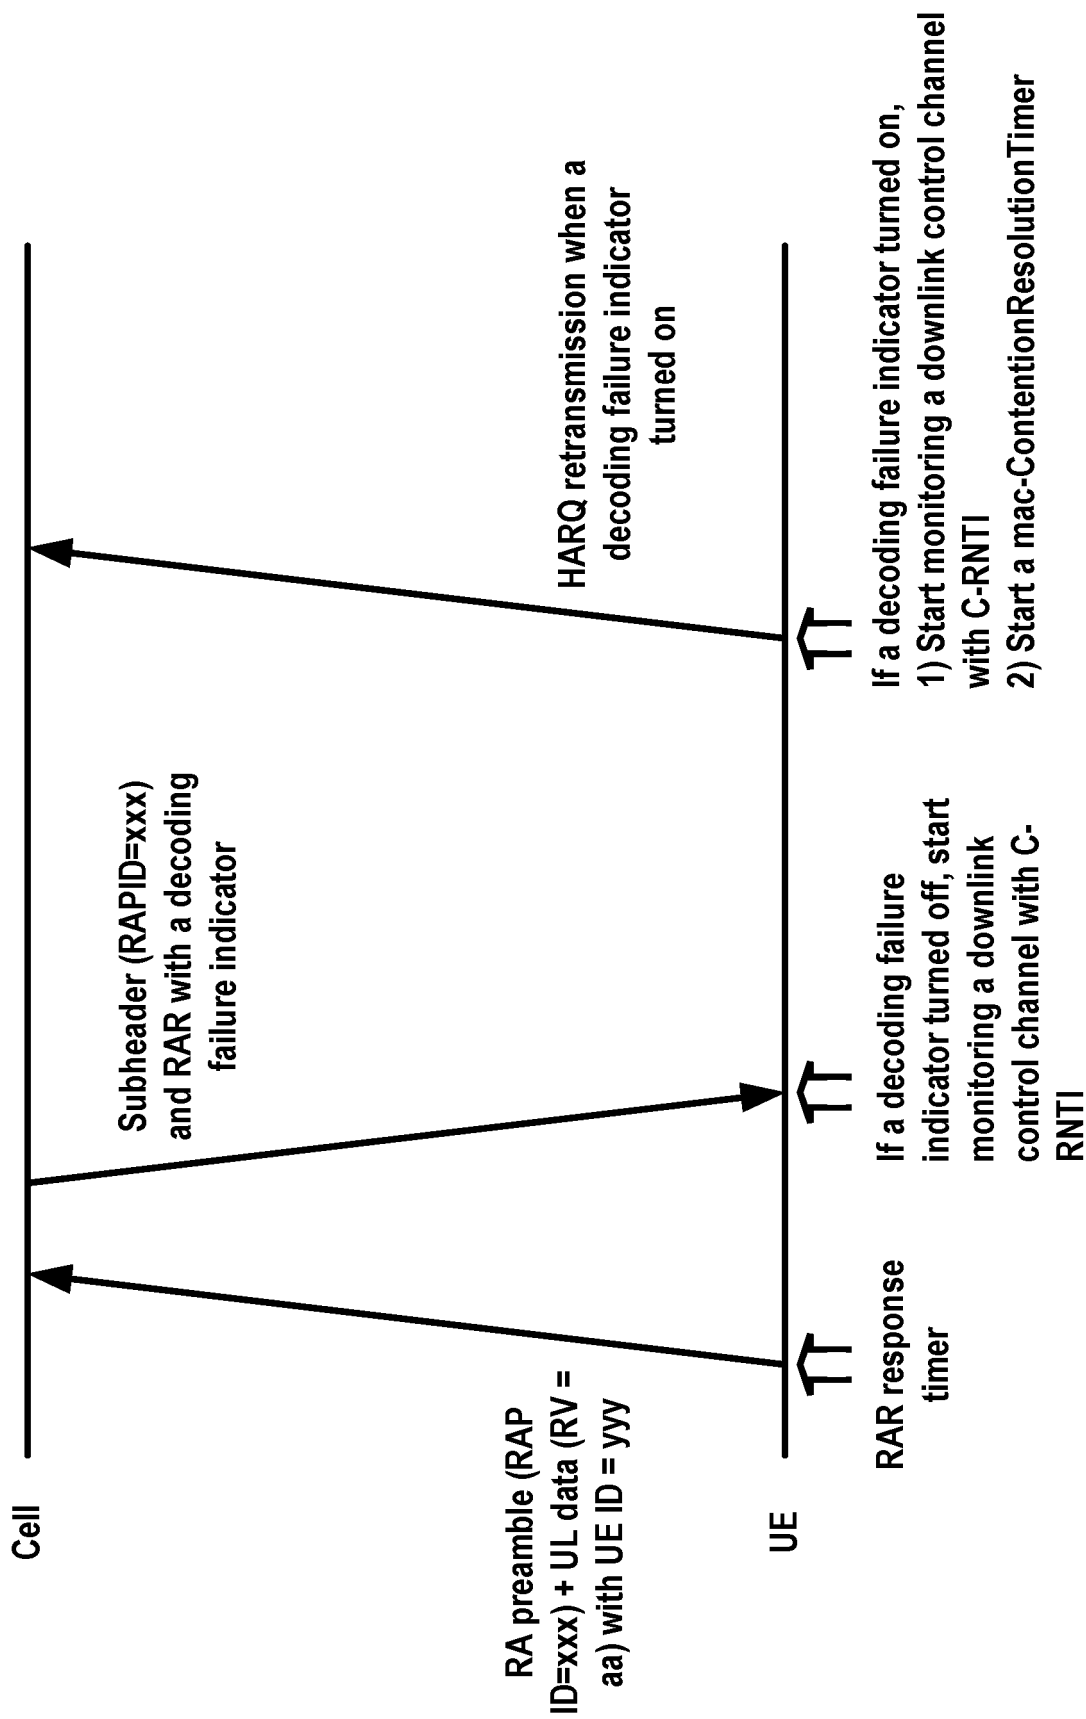 Cell
RA preamble (RAP
ID=xxx) + UL data (RV =
aa) with UE ID = yyy
Subheader (RAPID=xxx)
and RAR with a decoding
failure indicator
HARQ retransmission when a
decoding failure indicator
turned on
UE
RAR response
timer
If a decoding failure
indicator turned off, start
monitoring a downlink
control channel with C-
RNTI
If a decoding failure indicator turned on,
1) Start monitoring a downlink control channel
with C-RNTI
2) Start a mac-ContentionResolutionTimer